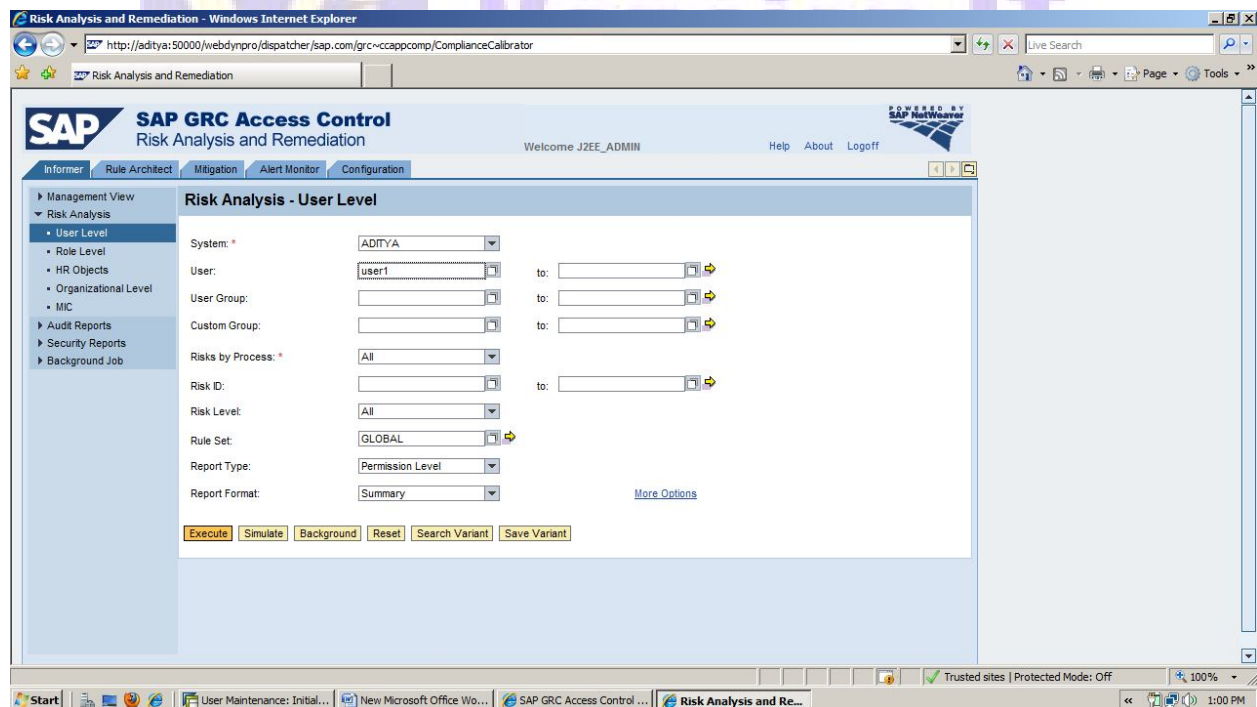 Risk Analysis and Remediation - Windows Internet Explorer
http://aditya:50000/webdynpro/dispatcher/sap.com/grc~ccappcomp/ComplianceCalibrator
Live Search
Risk Analysis and Remediation
Page Tools
SAP SAP GRC Access Control
Risk Analysis and Remediation
POWERED BY
SAP NetWeaver
Welcome J2EE_ADMIN Help About Logoff
Informer Rule Architect Mitigation Alert Monitor Configuration
Management View
Risk Analysis
User Level
Role Level
HR Objects
Organizational Level
MIC
Audit Reports
Security Reports
Background Job
Risk Analysis - User Level
System: * ADITYA
User: user1 to:
User Group: to:
Custom Group: to:
Risks by Process: * All
Risk ID: to:
Risk Level: All
Rule Set: GLOBAL
Report Type: Permission Level
Report Format: Summary More Options
Execute Simulate Background Reset Search Variant Save Variant
Trusted sites | Protected Mode: Off 100%
Start User Maintenance: Initial... New Microsoft Office Wo... SAP GRC Access Control ... Risk Analysis and Re... 1:00 PM